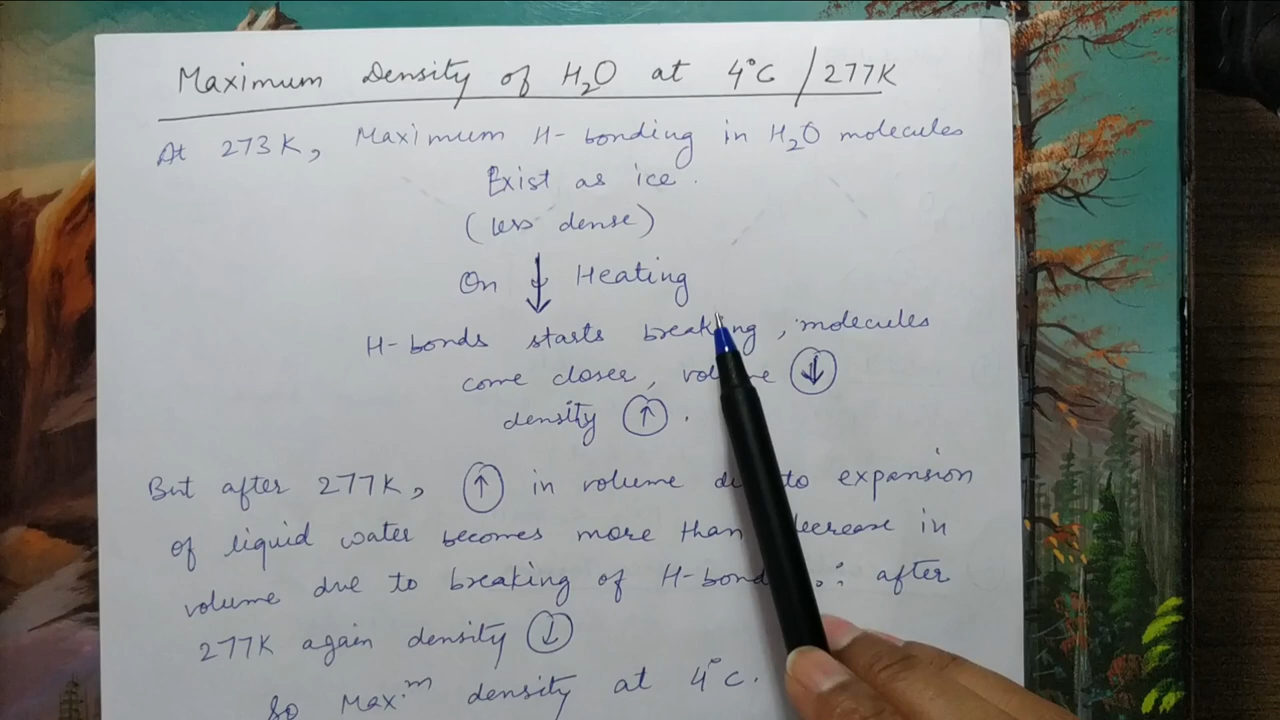 Maximum Density of H₂O at 4°C / 277K
At 273K, Maximum H-bonding in H₂O molecules
Exist as ice.
(less dense)
On ↓ Heating
H-bonds starts breaking, molecules
come closer, volume ↓
density ↑.
But after 277K, ↑ in volume due to expansion
of liquid water becomes more than decrease in
volume due to breaking of H-bonds. ∴ after
277K again density ↓
So Max.ᵐ density at 4°C.